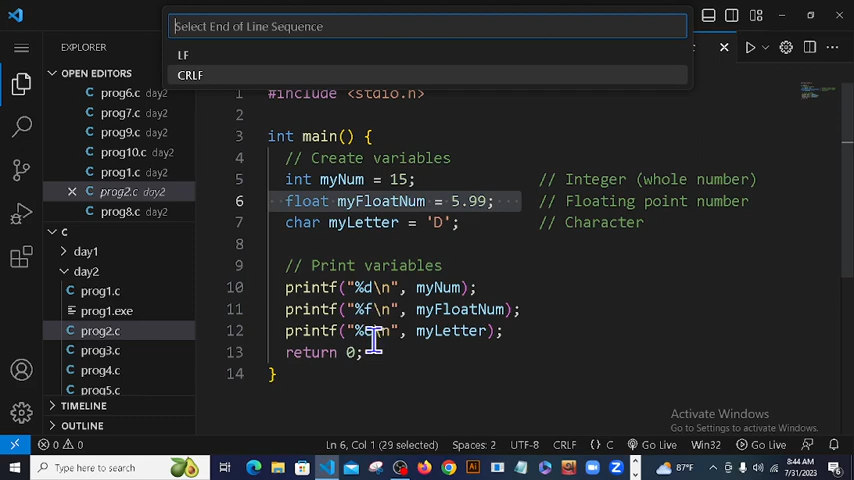 Select End of Line Sequence
LF
CRLF
EXPLORER
OPEN EDITORS
prog6.c day2
prog7.c day2
prog9.c day2
prog10.c day2
prog1.c day2
prog2.c day2
prog8.c day2
C
day1
day2
prog1.c
prog1.exe
prog2.c
prog3.c
prog4.c
prog5.c
TIMELINE
OUTLINE
1 #include <stdio.h>
2
3 int main() {
4 // Create variables
5 int myNum = 15; // Integer (whole number)
6 float myFloatNum = 5.99; // Floating point number
7 char myLetter = 'D'; // Character
8
9 // Print variables
10 printf("%d\n", myNum);
11 printf("%f\n", myFloatNum);
12 printf("%c\n", myLetter);
13 return 0;
14 }
Activate Windows
Go to Settings to activate Windows.
0 0 Ln 6, Col 1 (29 selected) Spaces: 2 UTF-8 CRLF {} C Go Live Win32 Go Live
Type here to search
Ai
87°F
8:44 AM
7/31/2023